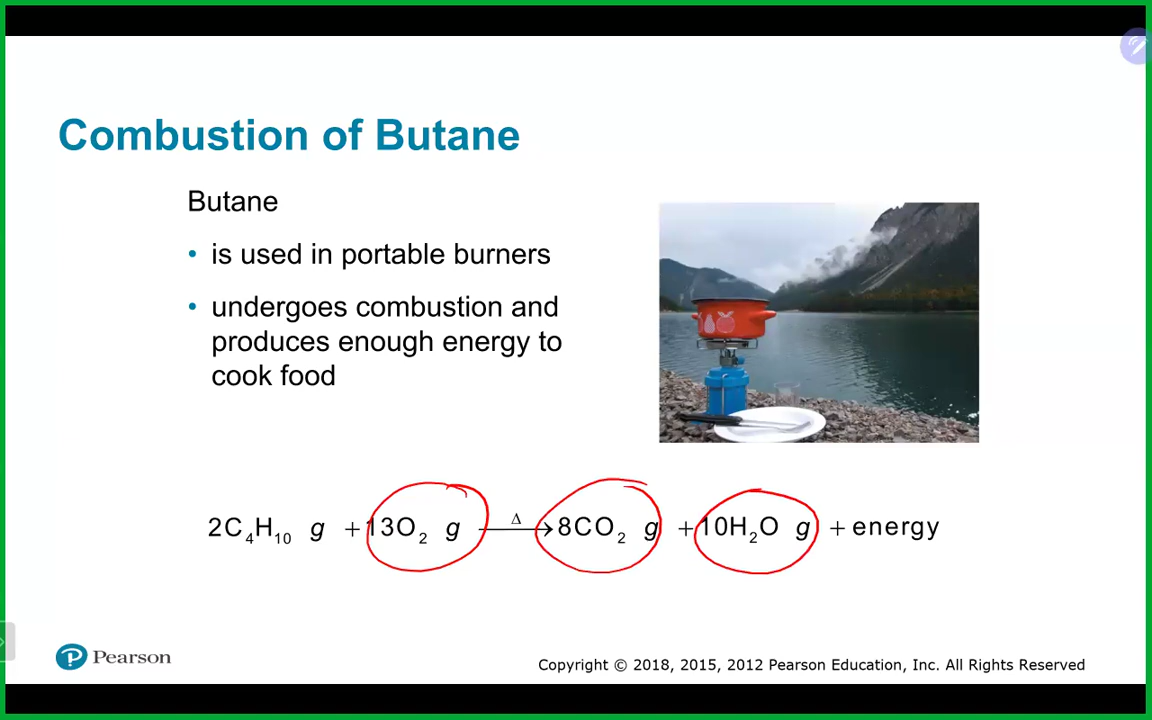 Combustion of Butane
Butane
• is used in portable burners
• undergoes combustion and
produces enough energy to
cook food
2C₄H₁₀ g + 13O₂ g Δ→ 8CO₂ g + 10H₂O g + energy
Pearson
Copyright © 2018, 2015, 2012 Pearson Education, Inc. All Rights Reserved